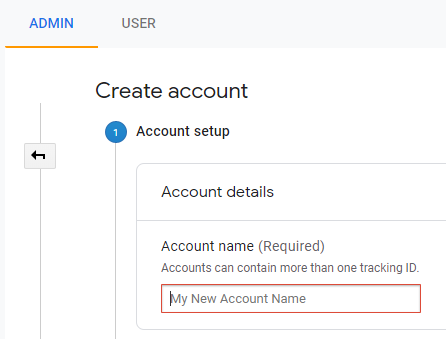 ADMIN USER
Create account
1 Account setup
Account details
Account name (Required)
Accounts can contain more than one tracking ID.
My New Account Name